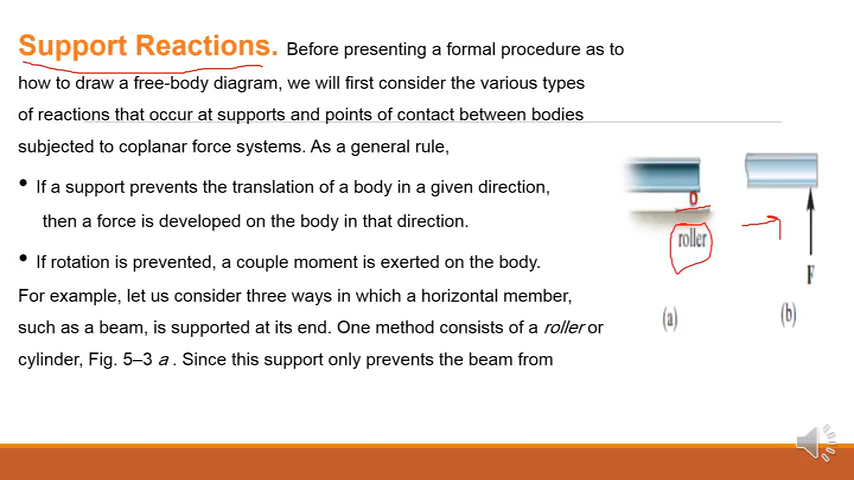 Support Reactions. Before presenting a formal procedure as to
how to draw a free-body diagram, we will first consider the various types
of reactions that occur at supports and points of contact between bodies
subjected to coplanar force systems. As a general rule,
• If a support prevents the translation of a body in a given direction,
then a force is developed on the body in that direction.
• If rotation is prevented, a couple moment is exerted on the body.
For example, let us consider three ways in which a horizontal member,
such as a beam, is supported at its end. One method consists of a roller or
cylinder, Fig. 5–3 a . Since this support only prevents the beam from
roller
F
(a)
(b)